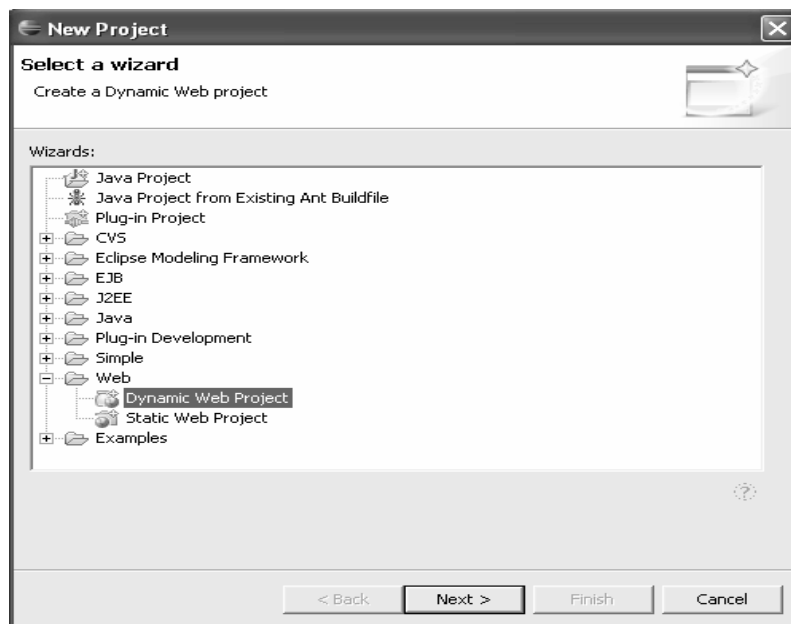 New Project
Select a wizard
Create a Dynamic Web project
Wizards:
Java Project
Java Project from Existing Ant Buildfile
Plug-in Project
CVS
Eclipse Modeling Framework
EJB
J2EE
Java
Plug-in Development
Simple
Web
Dynamic Web Project
Static Web Project
Examples
< Back Next > Finish Cancel